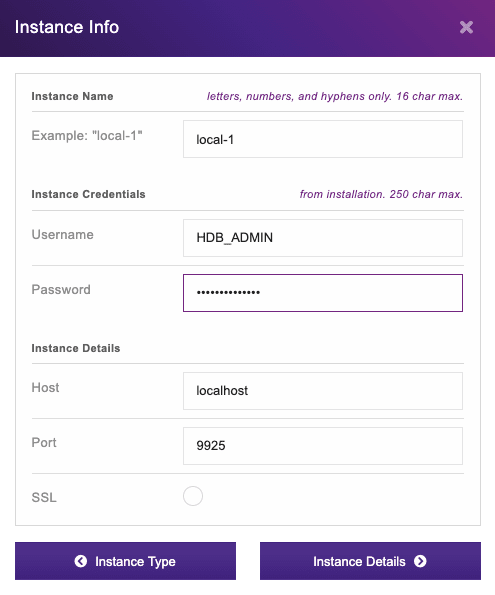 Instance Info
Instance Name letters, numbers, and hyphens only. 16 char max.
Example: "local-1" local-1
Instance Credentials from installation. 250 char max.
Username HDB_ADMIN
Password ••••••••••••••
Instance Details
Host localhost
Port 9925
SSL
Instance Type Instance Details